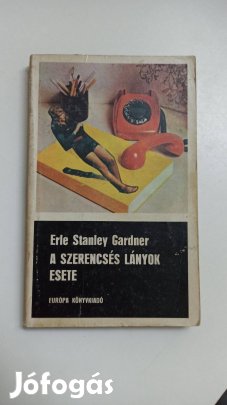 Erle Stanley Gardner
A SZERENCSÉS LÁNYOK
ESETE
EURÓPA KÖNYVKIADÓ
Jófogás